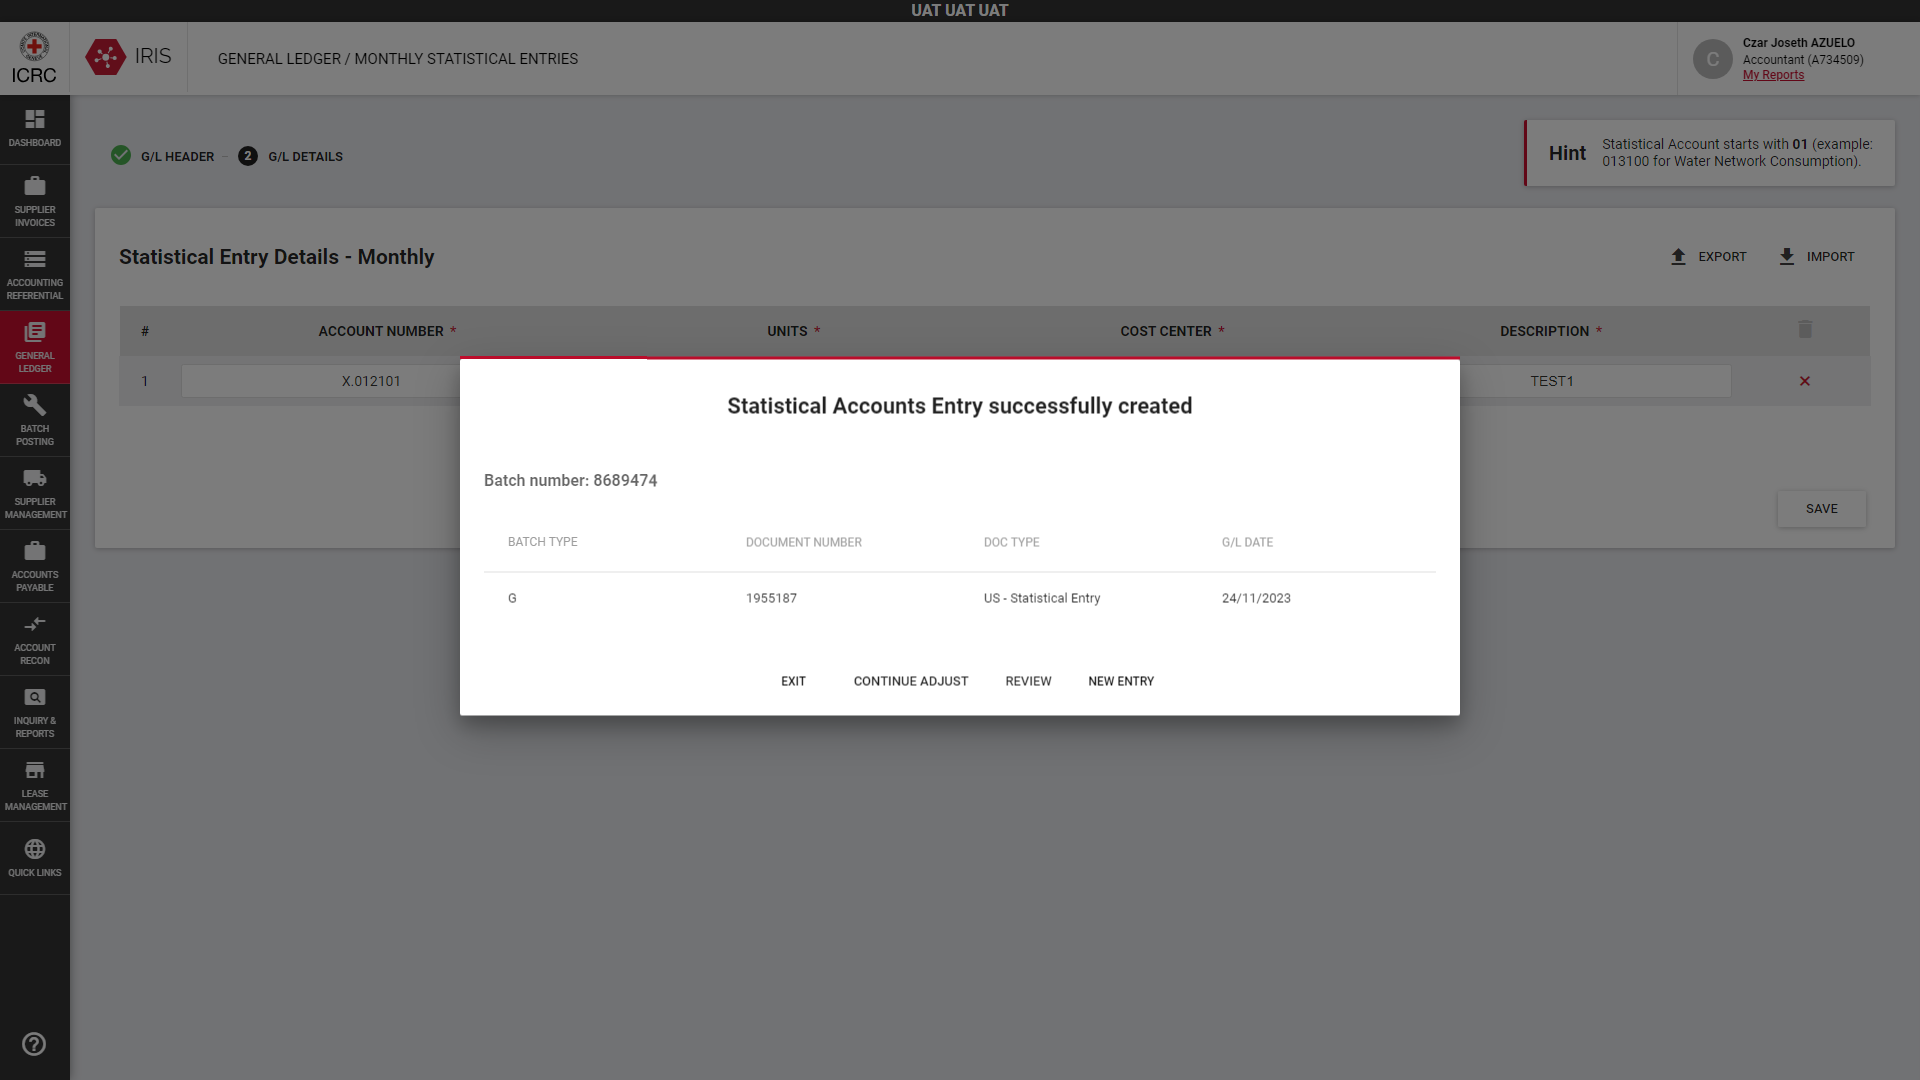 UAT UAT UAT
ICRC
IRIS
GENERAL LEDGER / MONTHLY STATISTICAL ENTRIES
C
Czar Joseth AZUELO
Accountant (A734509)
My Reports
DASHBOARD
SUPPLIER
INVOICES
ACCOUNTING
REFERENTIAL
GENERAL
LEDGER
BATCH
POSTING
SUPPLIER
MANAGEMENT
ACCOUNTS
PAYABLE
ACCOUNT
RECON
INQUIRY &
REPORTS
LEASE
MANAGEMENT
QUICK LINKS
G/L HEADER
2 G/L DETAILS
Hint
Statistical Account starts with 01 (example:
013100 for Water Network Consumption).
Statistical Entry Details - Monthly
EXPORT
IMPORT
# ACCOUNT NUMBER * UNITS * COST CENTER * DESCRIPTION *
1 X.012101 TEST1
SAVE
Statistical Accounts Entry successfully created
Batch number: 8689474
BATCH TYPE DOCUMENT NUMBER DOC TYPE G/L DATE
G 1955187 US - Statistical Entry 24/11/2023
EXIT CONTINUE ADJUST REVIEW NEW ENTRY